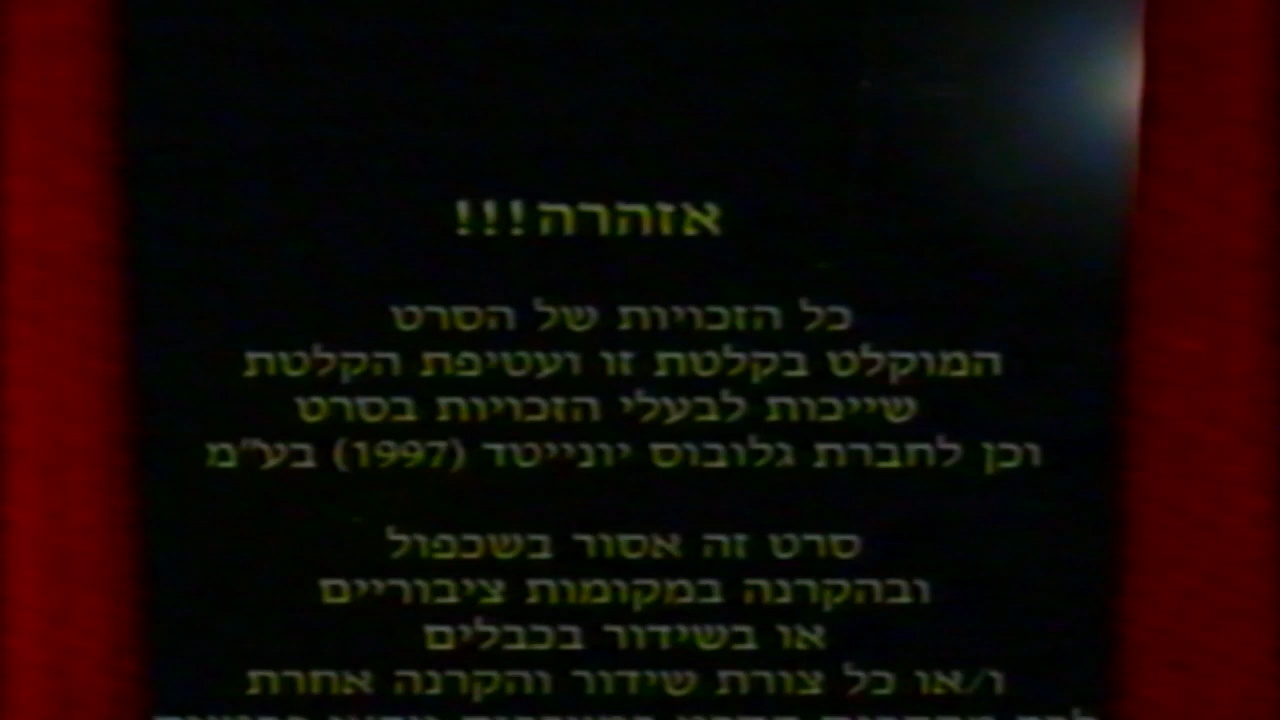 אזהרה!!!
כל הזכויות של הסרט
המוקלט בקלטת זו ועטיפת הקלטת
שייכות לבעלי הזכויות בסרט
וכן לחברת גלובוס יונייטד (1997) בע"מ
סרט זה אסור בשכפול
ובהקרנה במקומות ציבוריים
או בשידור בכבלים
ו/או כל צורת שידור והקרנה אחרת